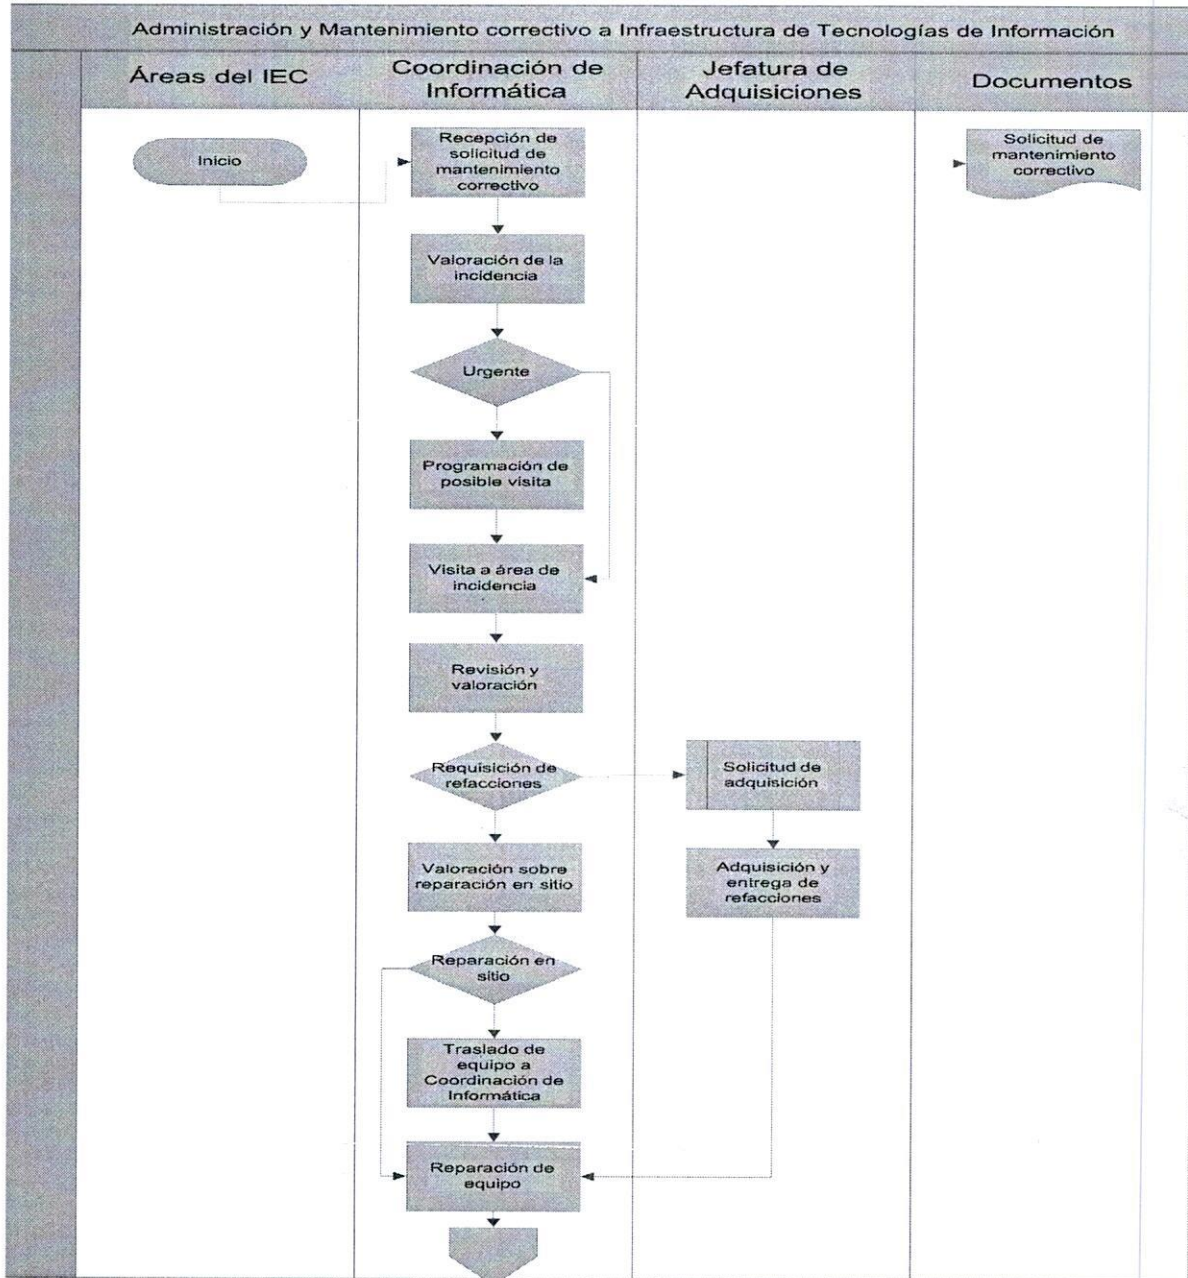 Administración y Mantenimiento correctivo a Infraestructura de Tecnologías de Información
Áreas del IEC
Coordinación de
Informática
Jefatura de
Adquisiciones
Documentos
Inicio
Recepción de
solicitud de
mantenimiento
correctivo
Solicitud de
mantenimiento
correctivo
Valoración de la
incidencia
Urgente
Programación de
posible visita
Visita a área de
incidencia
Revisión y
valoración
Requisición de
refacciones
Solicitud de
adquisición
Valoración sobre
reparación en sitio
Adquisición y
entrega de
refacciones
Reparación en
sitio
Traslado de
equipo a
Coordinación de
Informática
Reparación de
equipo